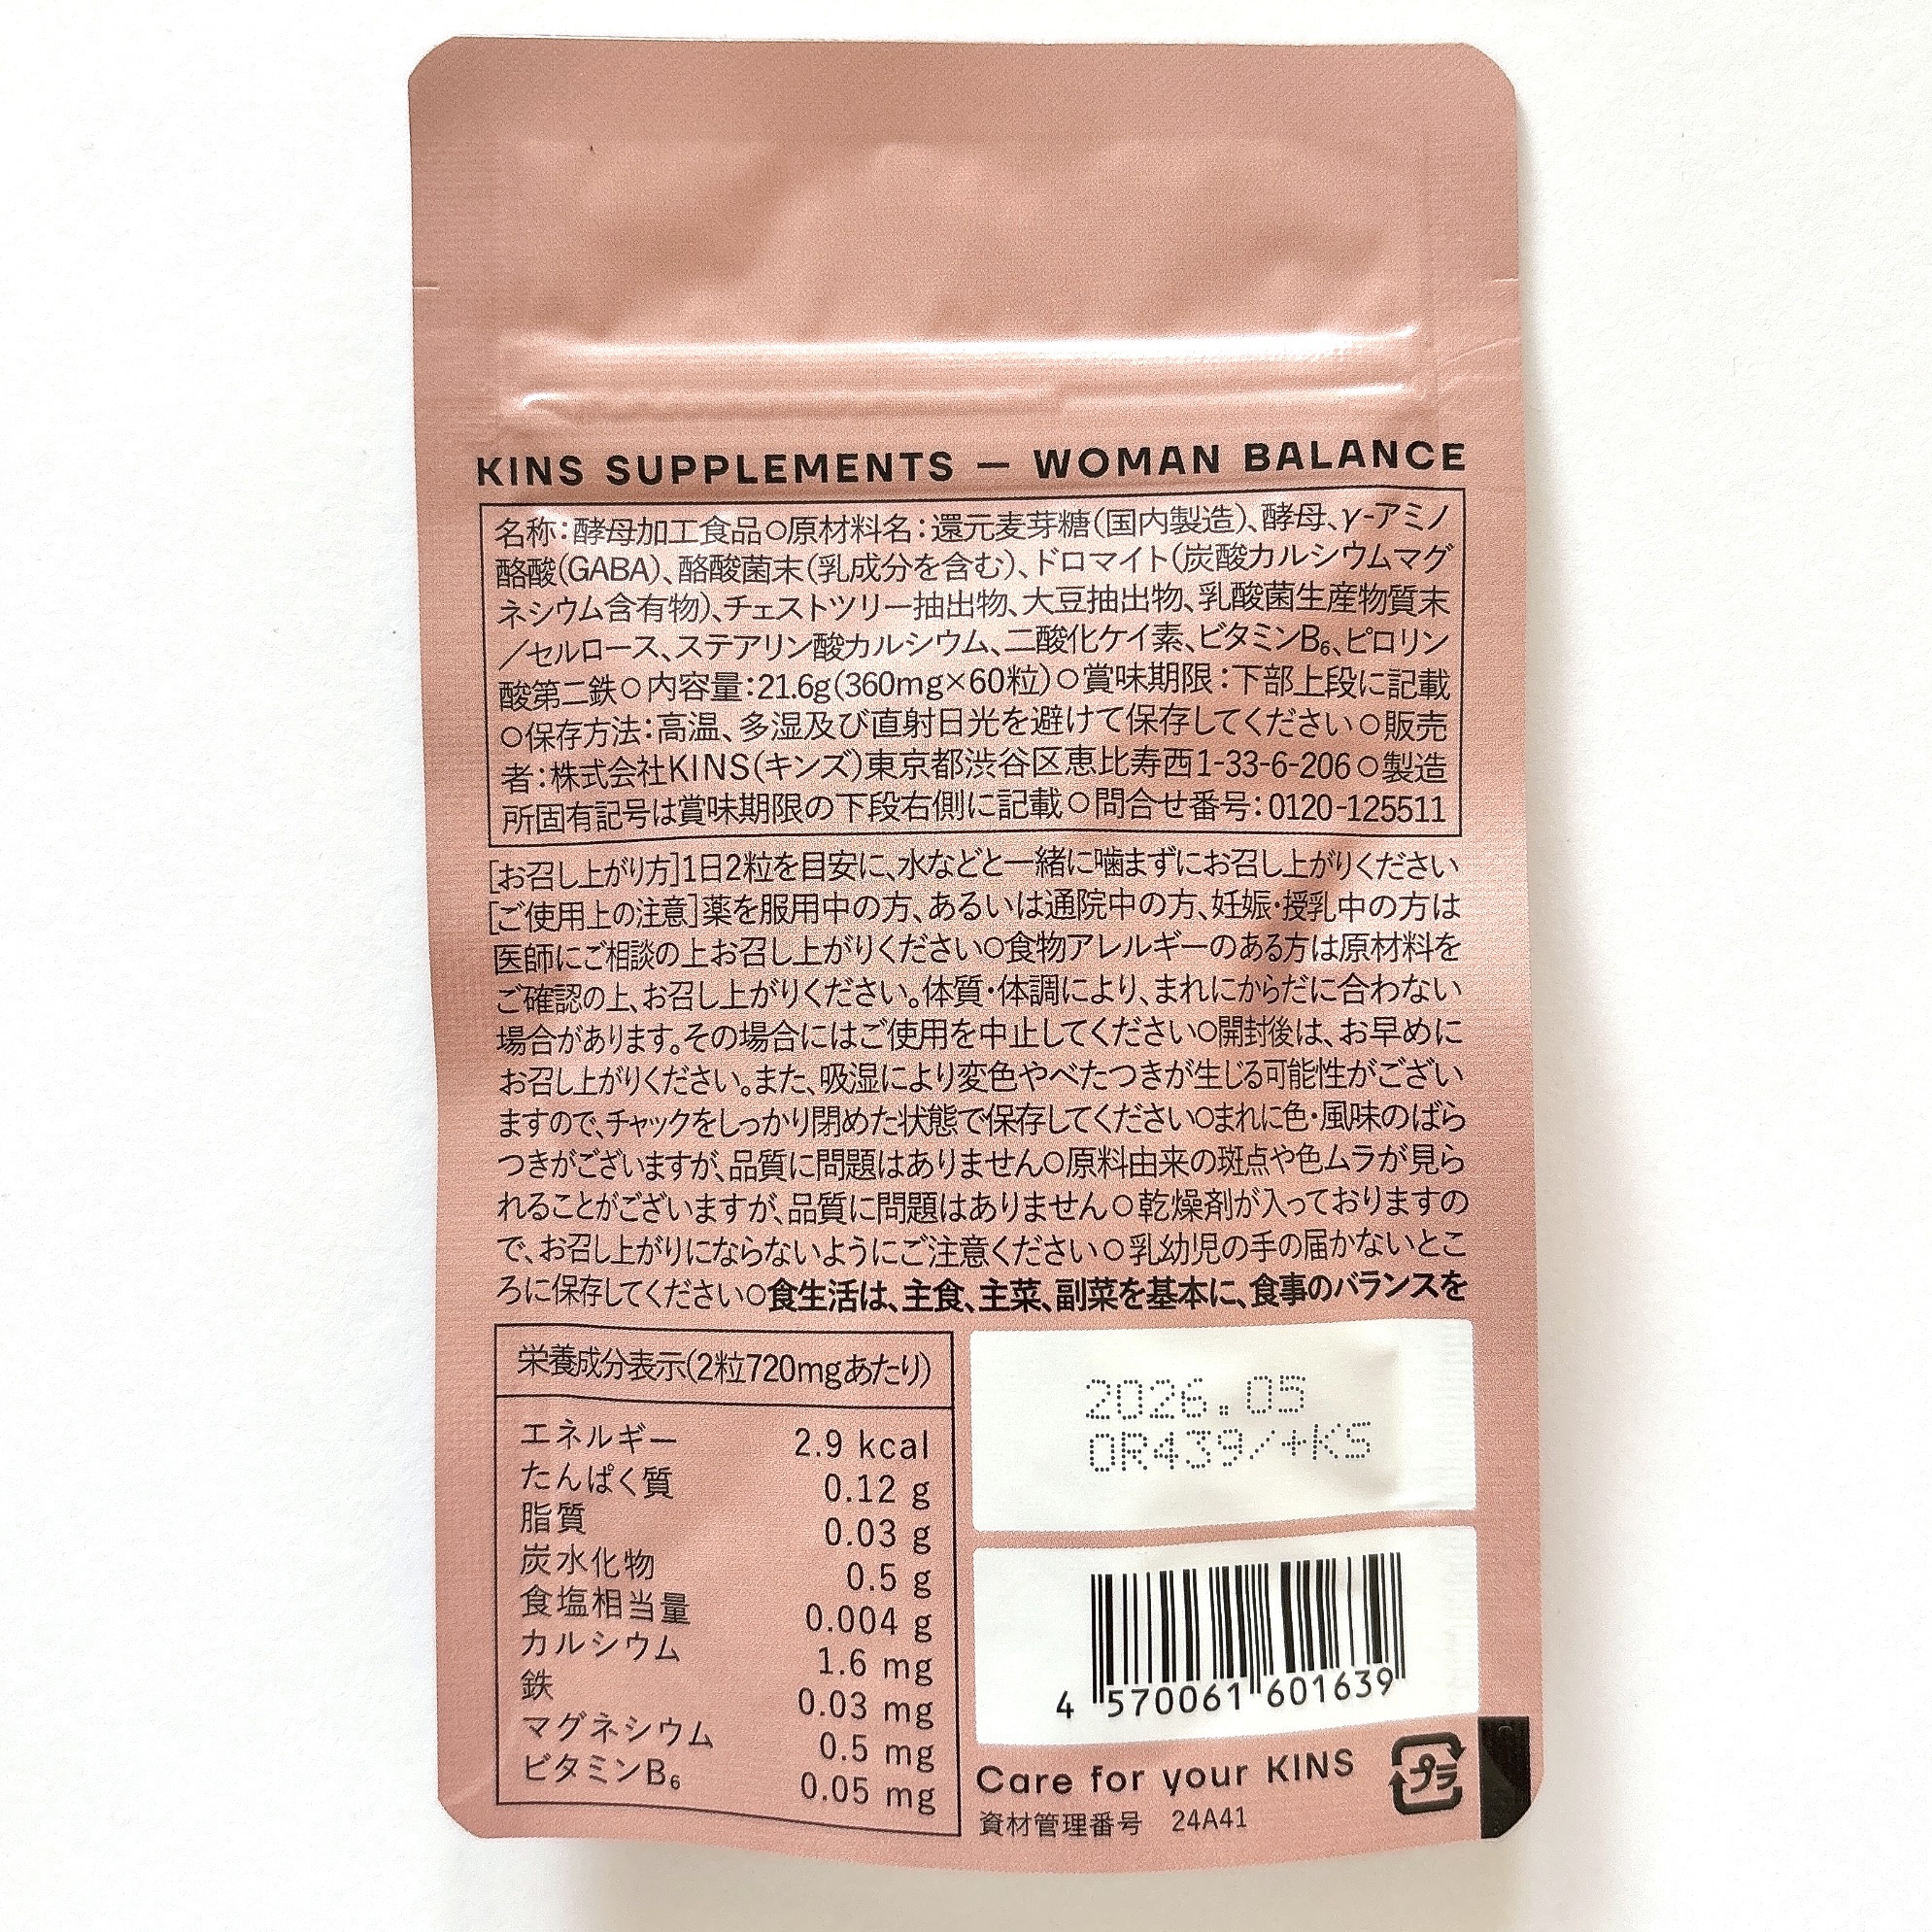 KINS SUPPLEMENTS — WOMAN BALANCE
名称：酵母加工食品○原材料名：還元麦芽糖(国内製造)、酵母、γ-アミノ
酪酸(GABA)、酪酸菌末(乳成分を含む)、ドロマイト(炭酸カルシウムマグ
ネシウム含有物)、チェストツリー抽出物、大豆抽出物、乳酸菌生産物質末
／セルロース、ステアリン酸カルシウム、二酸化ケイ素、ビタミンB₆、ピロリン
酸第二鉄○内容量：21.6g(360mg×60粒)○賞味期限：下部上段に記載
○保存方法：高温、多湿及び直射日光を避けて保存してください○販売
者：株式会社KINS(キンズ)東京都渋谷区恵比寿西1-33-6-206○製造
所固有記号は賞味期限の下段右側に記載○問合せ番号：0120-125511
[お召し上がり方]1日2粒を目安に、水などと一緒に噛まずにお召し上がりください
[ご使用上の注意]薬を服用中の方、あるいは通院中の方、妊娠・授乳中の方は
医師にご相談の上お召し上がりください○食物アレルギーのある方は原材料を
ご確認の上、お召し上がりください。体質・体調により、まれにからだに合わない
場合があります。その場合にはご使用を中止してください○開封後は、お早めに
お召し上がりください。また、吸湿により変色やべたつきが生じる可能性がござい
ますので、チャックをしっかり閉めた状態で保存してください○まれに色・風味のばら
つきがございますが、品質に問題はありません○原料由来の斑点や色ムラが見ら
れることがございますが、品質に問題はありません○乾燥剤が入っておりますの
で、お召し上がりにならないようにご注意ください○乳幼児の手の届かないとこ
ろに保存してください○食生活は、主食、主菜、副菜を基本に、食事のバランスを
栄養成分表示(2粒720mgあたり)
エネルギー 2.9 kcal
たんぱく質 0.12 g
脂質 0.03 g
炭水化物 0.5 g
食塩相当量 0.004 g
カルシウム 1.6 mg
鉄 0.03 mg
マグネシウム 0.5 mg
ビタミンB₆ 0.05 mg
2026.05
OR439/+KS
4 570061 601639
Care for your KINS
プラ
資材管理番号 24A41